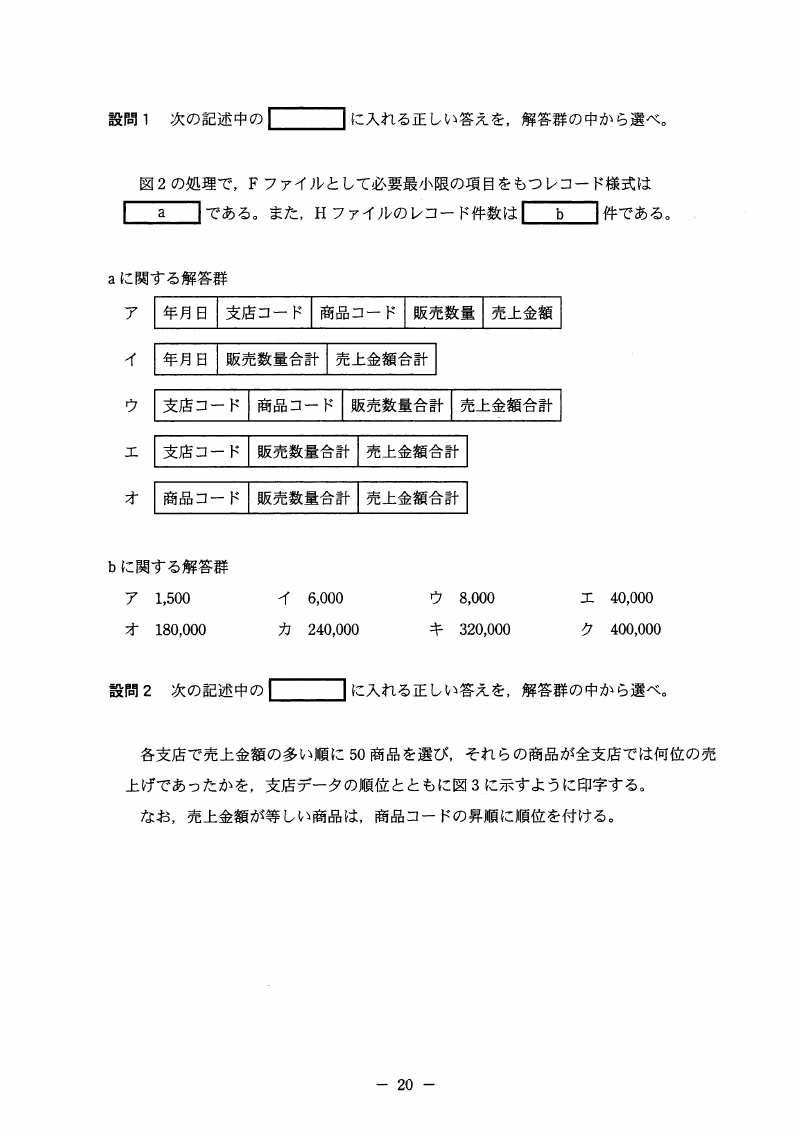 設問1 次の記述中の に入れる正しい答えを，解答群の中から選べ。
図2の処理で，Fファイルとして必要最小限の項目をもつレコード様式は
a である。また，Hファイルのレコード件数は b 件である。
aに関する解答群
ア 年月日 支店コード 商品コード 販売数量 売上金額
イ 年月日 販売数量合計 売上金額合計
ウ 支店コード 商品コード 販売数量合計 売上金額合計
エ 支店コード 販売数量合計 売上金額合計
オ 商品コード 販売数量合計 売上金額合計
bに関する解答群
ア 1,500 イ 6,000 ウ 8,000 エ 40,000
オ 180,000 カ 240,000 キ 320,000 ク 400,000
設問2 次の記述中の に入れる正しい答えを，解答群の中から選べ。
各支店で売上金額の多い順に50商品を選び，それらの商品が全支店では何位の売
上げであったかを，支店データの順位とともに図3に示すように印字する。
なお，売上金額が等しい商品は，商品コードの昇順に順位を付ける。
— 20 —